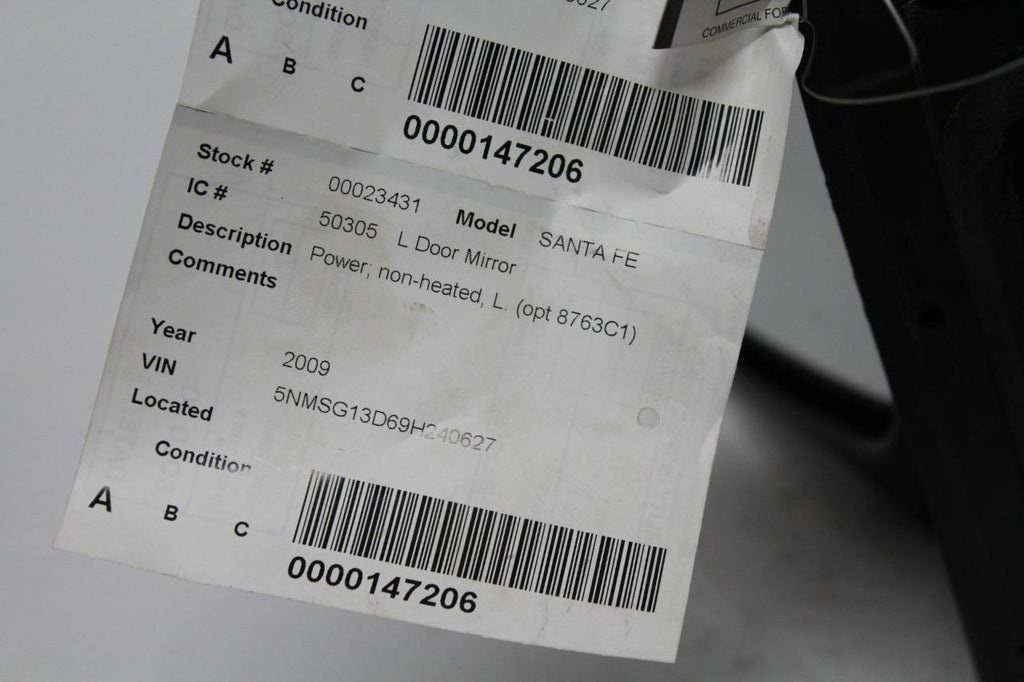 Condition
0627
COMMERCIAL FOR
A B C
0000147206
Stock # 00023431 Model SANTA FE
IC # 50305 L Door Mirror
Description Power; non-heated, L. (opt 8763C1)
Comments
Year 2009
VIN 5NMSG13D69H240627
Located
Condition
A B C
0000147206